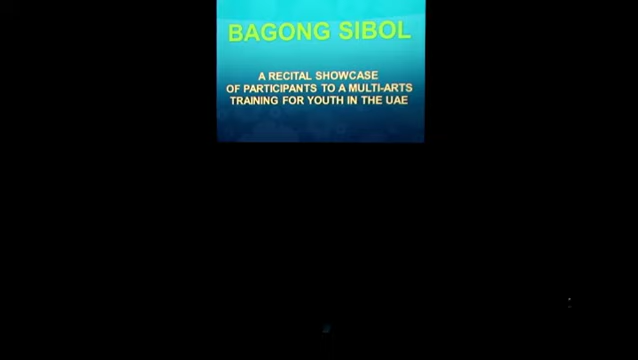 BAGONG SIBOL
A RECITAL SHOWCASE
OF PARTICIPANTS TO A MULTI-ARTS
TRAINING FOR YOUTH IN THE UAE